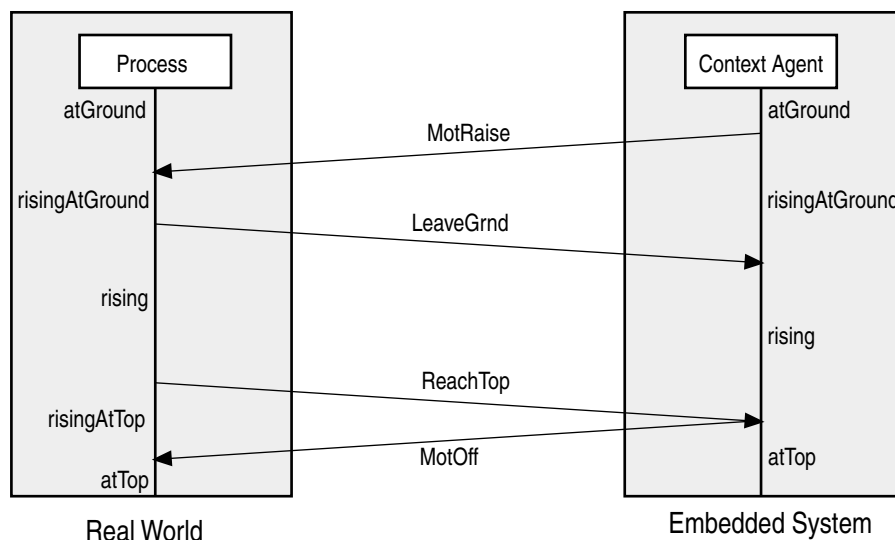 Process
Context Agent
atGround
atGround
MotRaise
risingAtGround
risingAtGround
LeaveGrnd
rising
rising
ReachTop
risingAtTop
MotOff
atTop
atTop
Real World
Embedded System